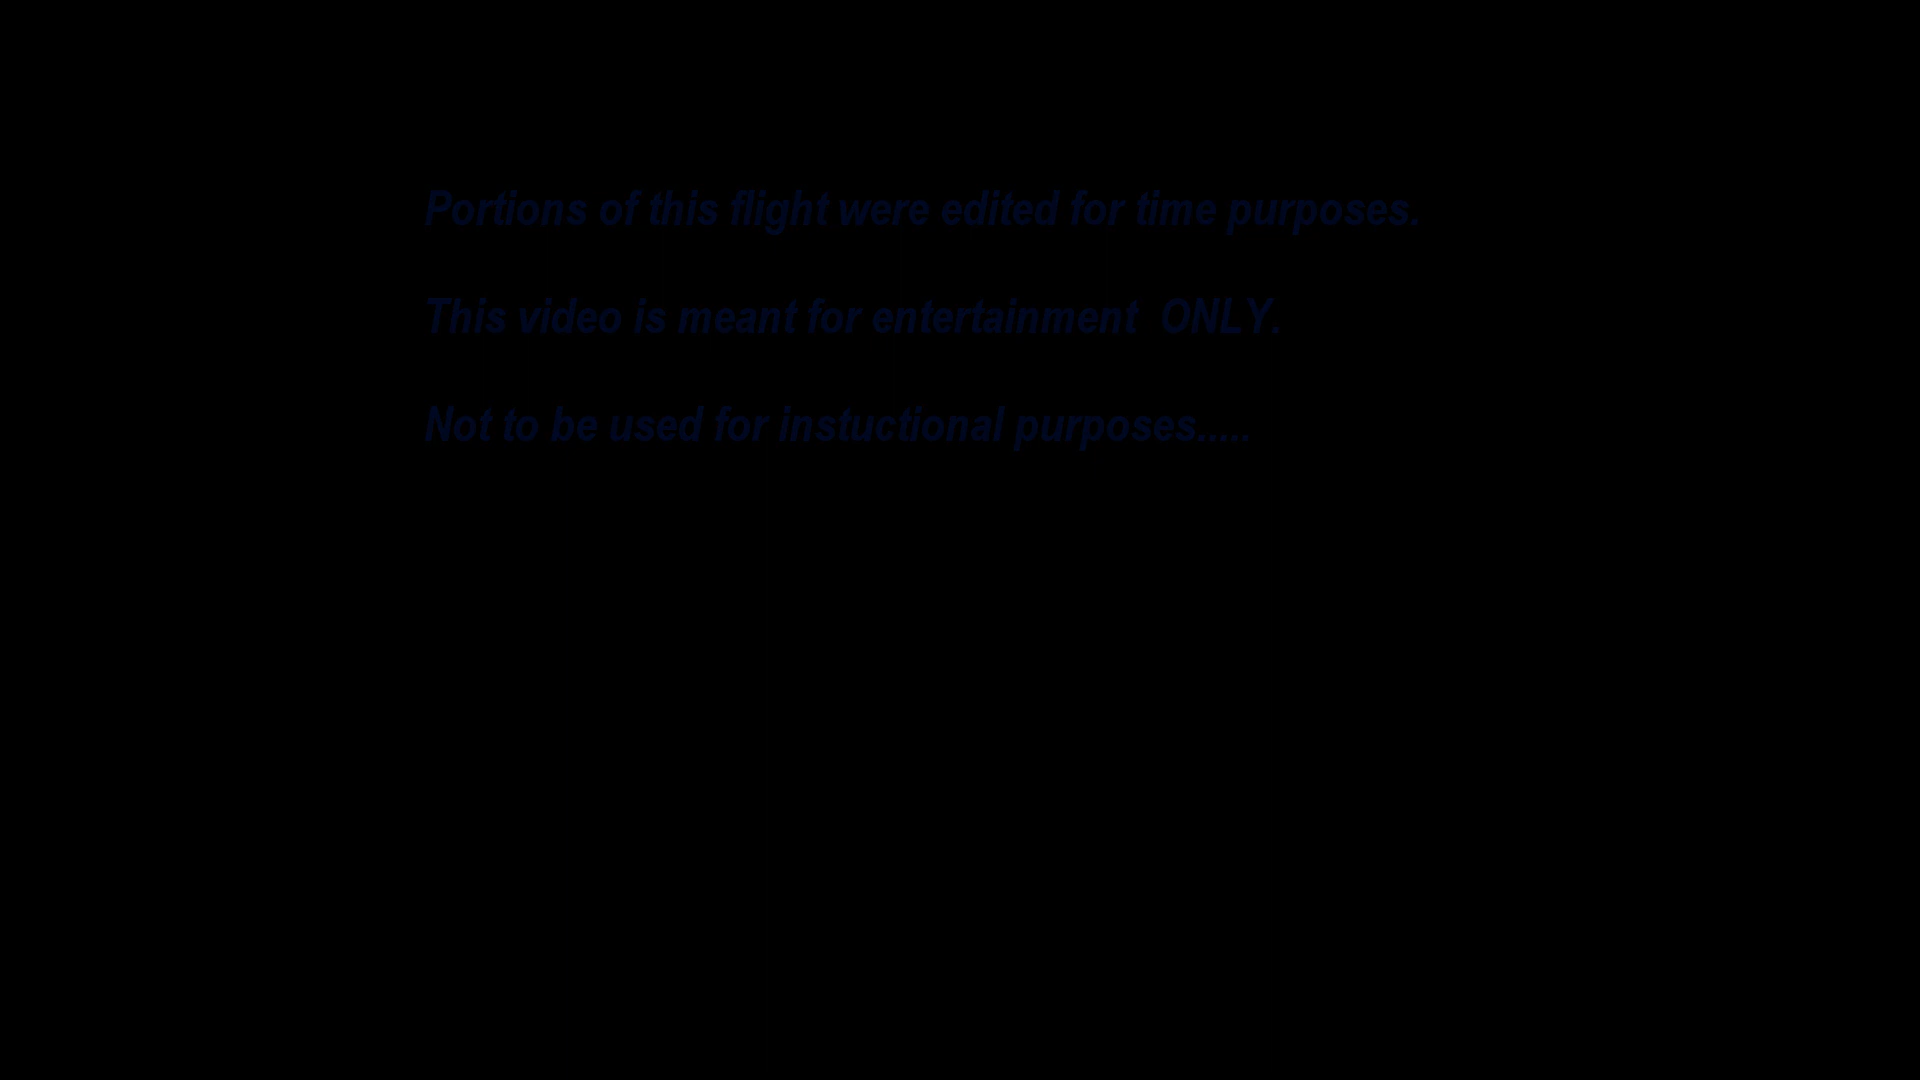 Portions of this flight were edited for time purposes.
This video is meant for entertainment  ONLY.
Not to be used for instuctional purposes.....